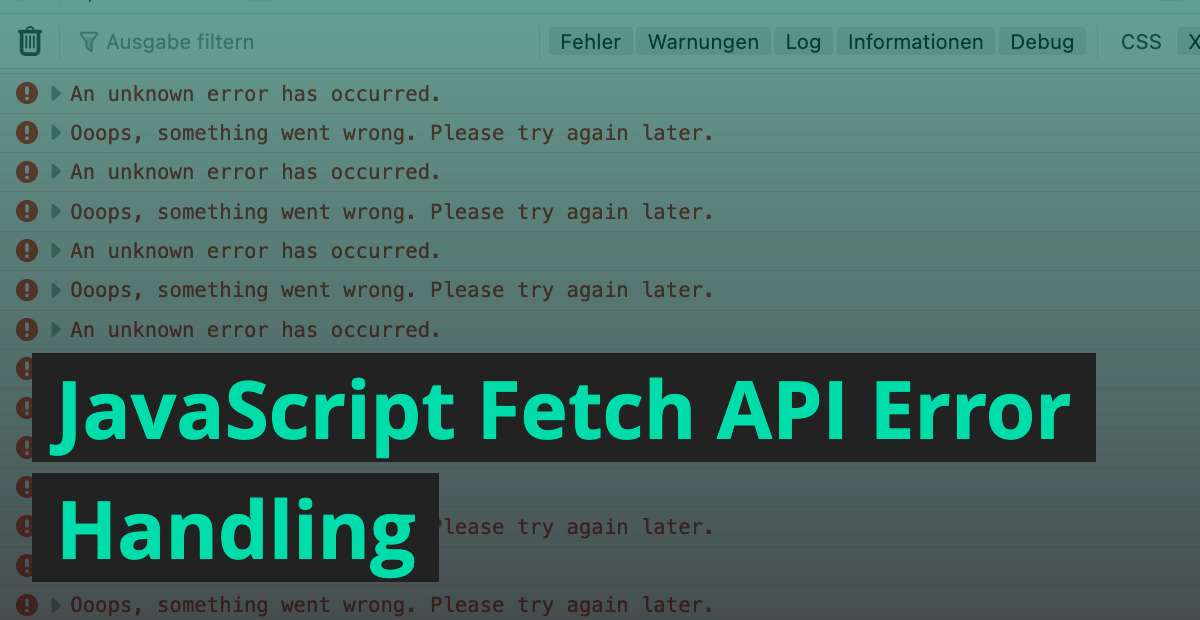 Ausgabe filtern Fehler Warnungen Log Informationen Debug CSS
An unknown error has occurred.
Ooops, something went wrong. Please try again later.
An unknown error has occurred.
Ooops, something went wrong. Please try again later.
An unknown error has occurred.
Ooops, something went wrong. Please try again later.
An unknown error has occurred.
JavaScript Fetch API Error
Handling
Please try again later.
Ooops, something went wrong. Please try again later.